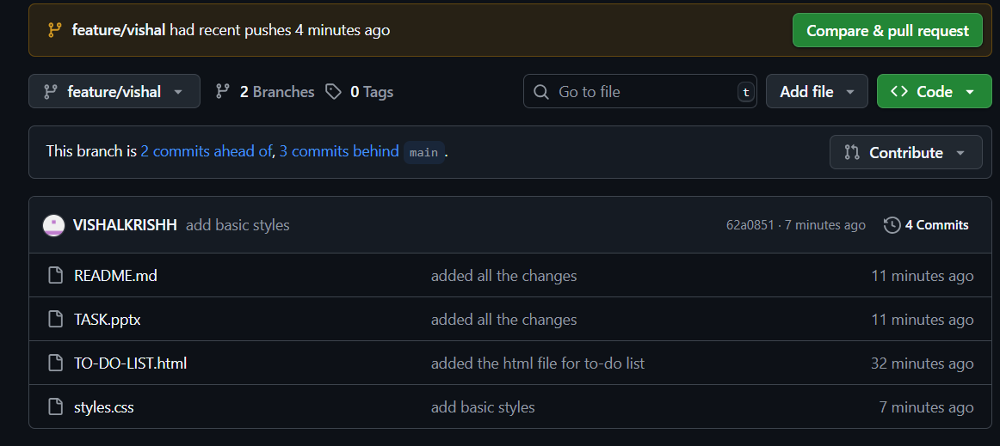 feature/vishal had recent pushes 4 minutes ago Compare & pull request
feature/vishal 2 Branches 0 Tags Go to file t Add file Code
This branch is 2 commits ahead of, 3 commits behind main . Contribute
VISHALKRISHH add basic styles 62a0851 · 7 minutes ago 4 Commits
README.md added all the changes 11 minutes ago
TASK.pptx added all the changes 11 minutes ago
TO-DO-LIST.html added the html file for to-do list 32 minutes ago
styles.css add basic styles 7 minutes ago